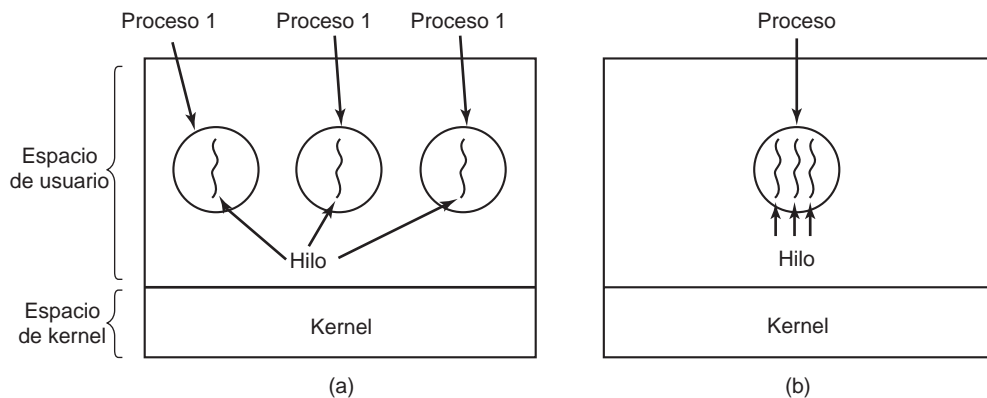 Proceso 1
Proceso 1
Proceso 1
Proceso
Espacio
de usuario
Hilo
Hilo
Espacio
de kernel
Kernel
Kernel
(a)
(b)